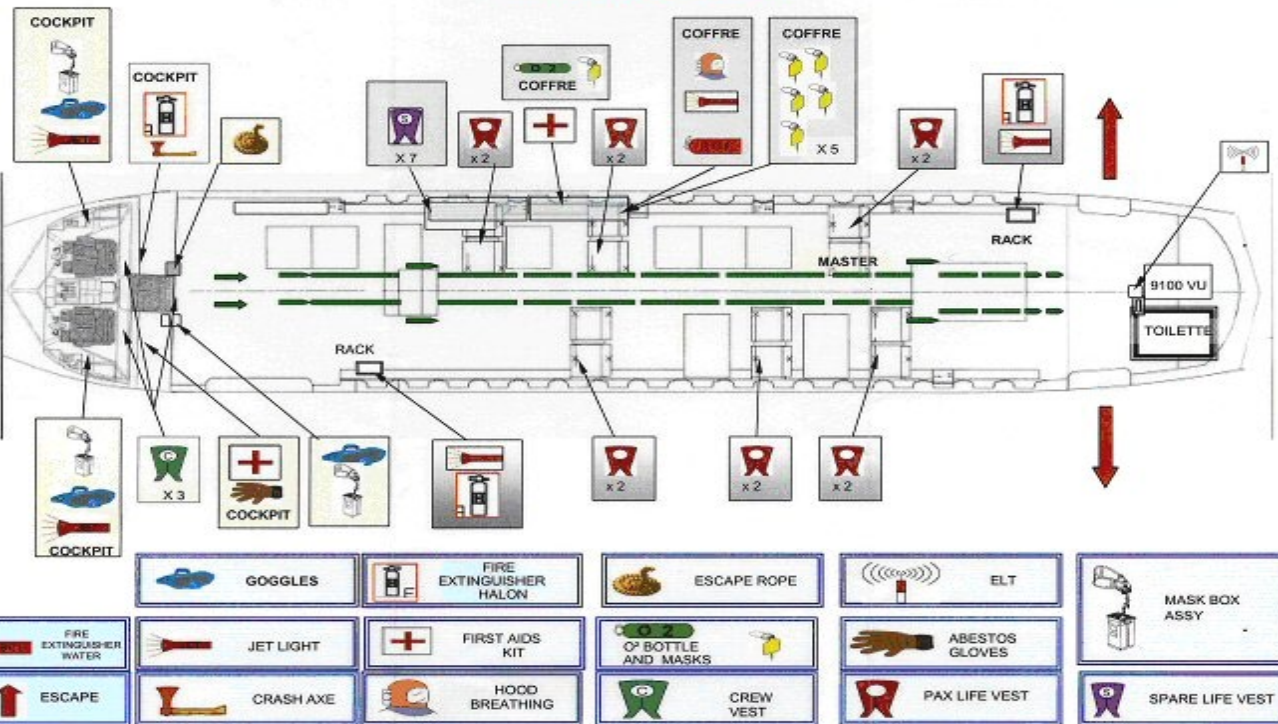 COCKPIT
COCKPIT
COFFRE
COFFRE
COFFRE
O 2
S
X 7
x 2
x 2
X 5
x 2
RACK
MASTER
9100 VU
TOILETTE
RACK
C
X 3
COCKPIT
COCKPIT
x 2
x 2
x 2
GOGGLES
FIRE
EXTINGUISHER
HALON
ESCAPE ROPE
ELT
MASK BOX
ASSY
FIRE
EXTINGUISHER
WATER
JET LIGHT
FIRST AIDS
KIT
O 2
O² BOTTLE
AND MASKS
ABESTOS
GLOVES
ESCAPE
CRASH AXE
HOOD
BREATHING
C
CREW
VEST
PAX LIFE VEST
S
SPARE LIFE VEST